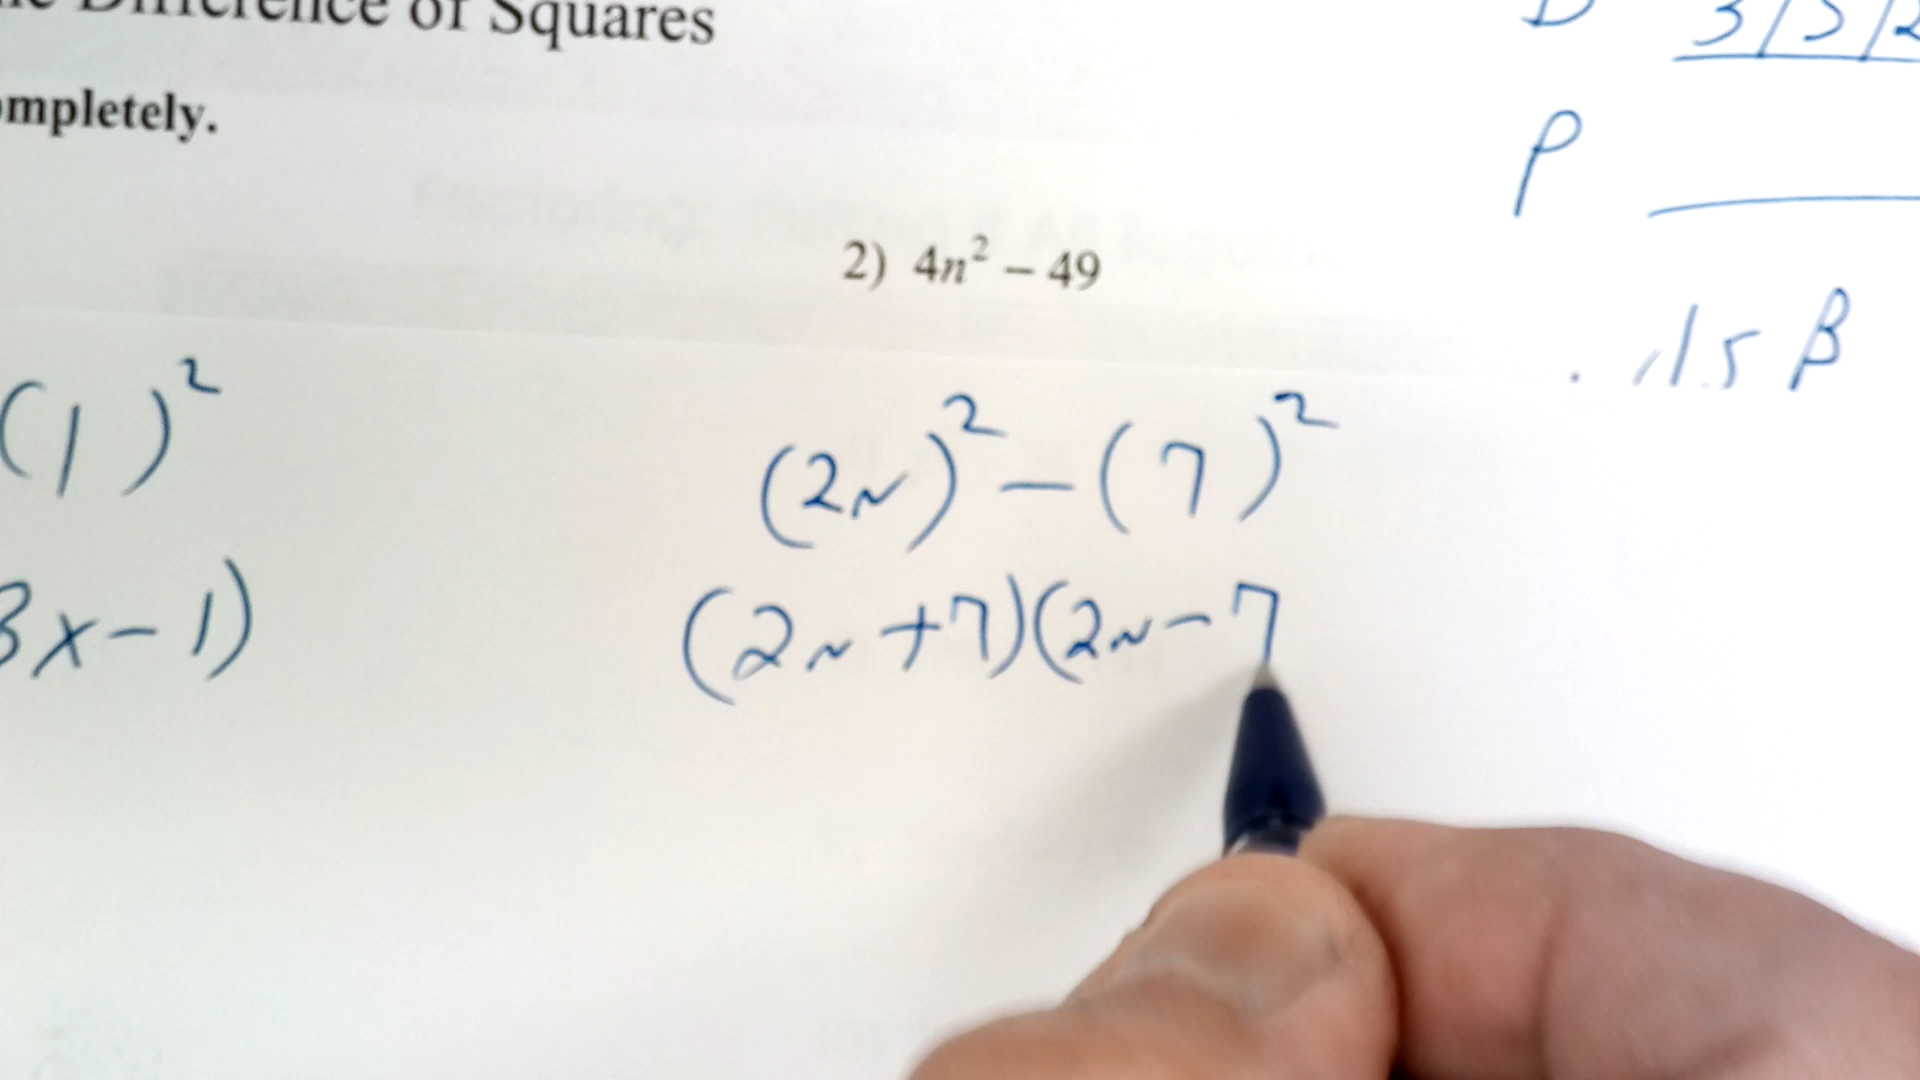 Difference of Squares
ompletely.
2) 4n² – 49
(1)²
(2n)² – (7)²
3x – 1)
(2n + 7)(2n – 7
P
.15 β